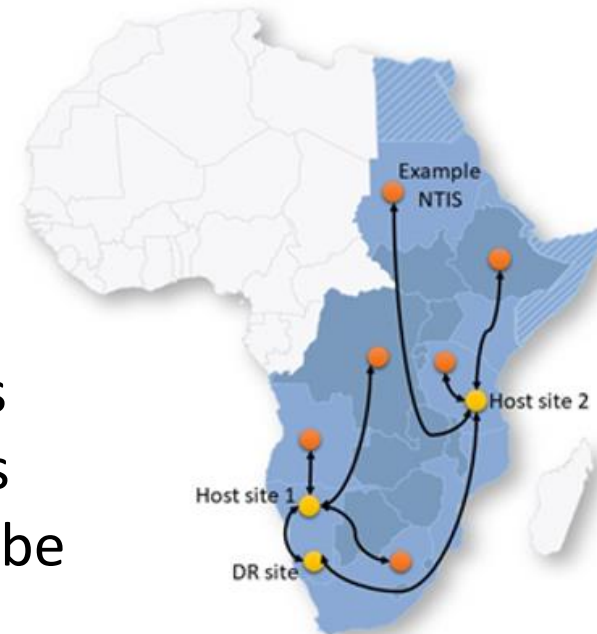 Example
NTIS
s
s
be
Host site 2
Host site 1
DR site